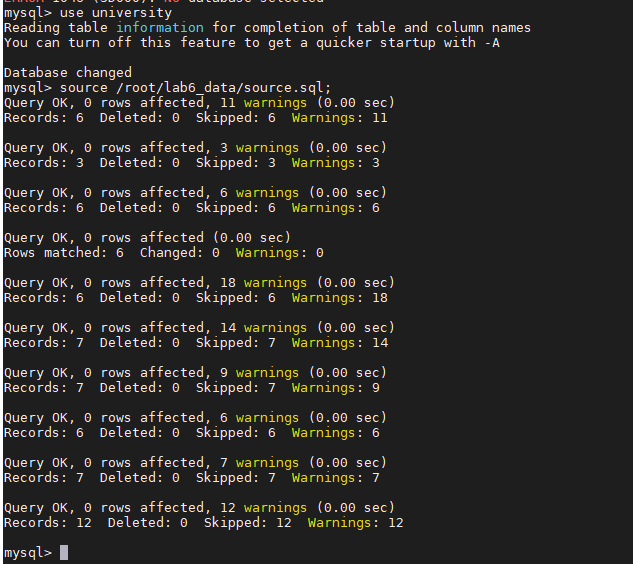 mysql> use university
Reading table information for completion of table and column names
You can turn off this feature to get a quicker startup with -A
Database changed
mysql> source /root/lab6_data/source.sql;
Query OK, 0 rows affected, 11 warnings (0.00 sec)
Records: 6  Deleted: 0  Skipped: 6  Warnings: 11
Query OK, 0 rows affected, 3 warnings (0.00 sec)
Records: 3  Deleted: 0  Skipped: 3  Warnings: 3
Query OK, 0 rows affected, 6 warnings (0.00 sec)
Records: 6  Deleted: 0  Skipped: 6  Warnings: 6
Query OK, 0 rows affected (0.00 sec)
Rows matched: 6  Changed: 0  Warnings: 0
Query OK, 0 rows affected, 18 warnings (0.00 sec)
Records: 6  Deleted: 0  Skipped: 6  Warnings: 18
Query OK, 0 rows affected, 14 warnings (0.00 sec)
Records: 7  Deleted: 0  Skipped: 7  Warnings: 14
Query OK, 0 rows affected, 9 warnings (0.00 sec)
Records: 7  Deleted: 0  Skipped: 7  Warnings: 9
Query OK, 0 rows affected, 6 warnings (0.00 sec)
Records: 6  Deleted: 0  Skipped: 6  Warnings: 6
Query OK, 0 rows affected, 7 warnings (0.00 sec)
Records: 7  Deleted: 0  Skipped: 7  Warnings: 7
Query OK, 0 rows affected, 12 warnings (0.00 sec)
Records: 12  Deleted: 0  Skipped: 12  Warnings: 12
mysql>